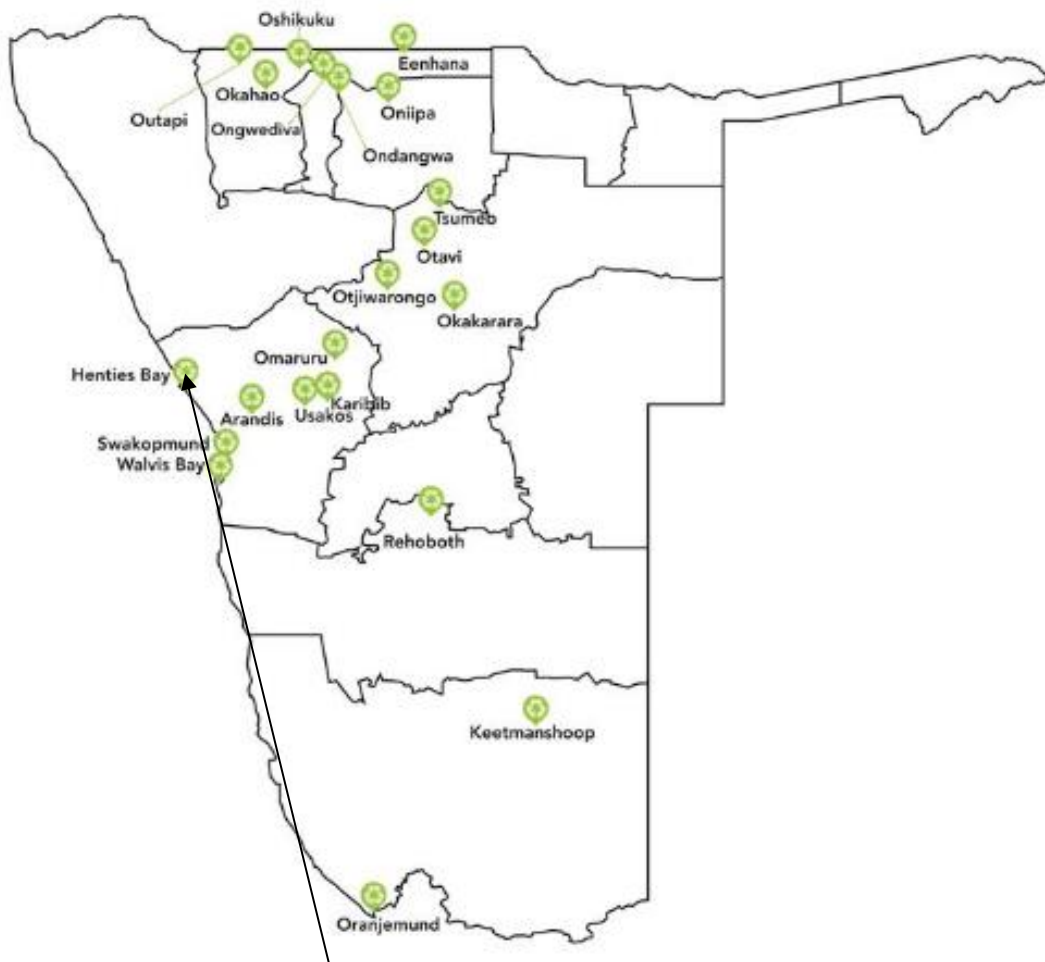 Oshikuku
Eenhana
Okahao
Oniipa
Outapi
Ongwediva
Ondangwa
Tsumeb
Otavi
Otjiwarongo
Okakarara
Omaruru
Henties Bay
Karibib
Usakos
Arandis
Swakopmund
Walvis Bay
Rehoboth
Keetmanshoop
Oranjemund